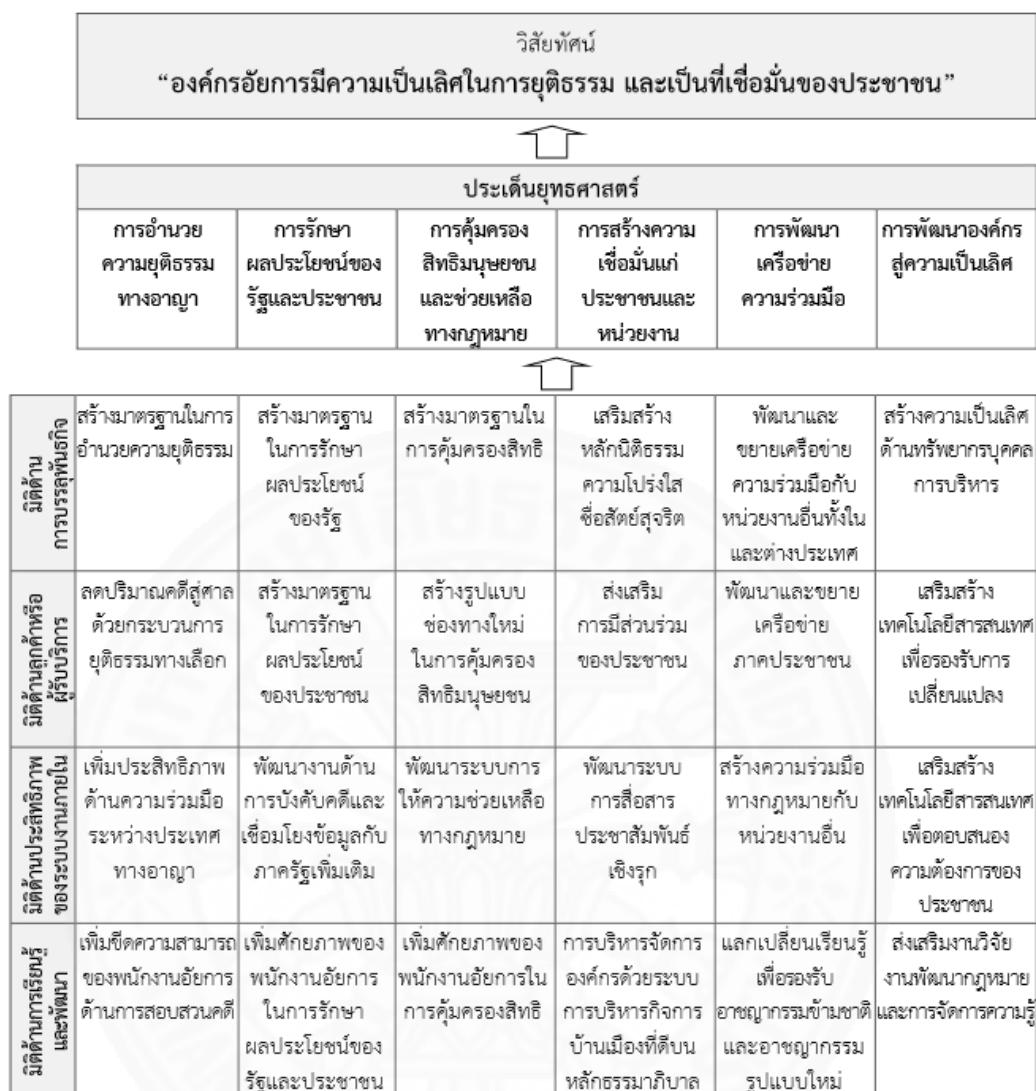 วิสัยทัศน์
“องค์กรอัยการมีความเป็นเลิศในการยุติธรรม และเป็นที่เชื่อมั่นของประชาชน”
ประเด็นยุทธศาสตร์
การอำนวย
ความยุติธรรม
ทางอาญา
การรักษา
ผลประโยชน์ของ
รัฐและประชาชน
การคุ้มครอง
สิทธิมนุษยชน
และช่วยเหลือ
ทางกฎหมาย
การสร้างความ
เชื่อมั่นแก่
ประชาชนและ
หน่วยงาน
การพัฒนา
เครือข่าย
ความร่วมมือ
การพัฒนาองค์กร
สู่ความเป็นเลิศ
มิติด้าน
การบรรลุพันธกิจ
สร้างมาตรฐานในการ
อำนวยความยุติธรรม
สร้างมาตรฐาน
ในการรักษา
ผลประโยชน์
ของรัฐ
สร้างมาตรฐานใน
การคุ้มครองสิทธิ
เสริมสร้าง
หลักนิติธรรม
ความโปร่งใส
ซื่อสัตย์สุจริต
พัฒนาและ
ขยายเครือข่าย
ความร่วมมือกับ
หน่วยงานอื่นทั้งใน
และต่างประเทศ
สร้างความเป็นเลิศ
ด้านทรัพยากรบุคคล
การบริหาร
มิติด้านลูกค้าหรือ
ผู้รับบริการ
ลดปริมาณคดีสู่ศาล
ด้วยกระบวนการ
ยุติธรรมทางเลือก
สร้างมาตรฐาน
ในการรักษา
ผลประโยชน์
ของประชาชน
สร้างรูปแบบ
ช่องทางใหม่
ในการคุ้มครอง
สิทธิมนุษยชน
ส่งเสริม
การมีส่วนร่วม
ของประชาชน
พัฒนาและขยาย
เครือข่าย
ภาคประชาชน
เสริมสร้าง
เทคโนโลยีสารสนเทศ
เพื่อรองรับการ
เปลี่ยนแปลง
มิติด้านประสิทธิภาพ
ของระบบงานภายใน
เพิ่มประสิทธิภาพ
ด้านความร่วมมือ
ระหว่างประเทศ
ทางอาญา
พัฒนางานด้าน
การบังคับคดีและ
เชื่อมโยงข้อมูลกับ
ภาครัฐเพิ่มเติม
พัฒนาระบบการ
ให้ความช่วยเหลือ
ทางกฎหมาย
พัฒนาระบบ
การสื่อสาร
ประชาสัมพันธ์
เชิงรุก
สร้างความร่วมมือ
ทางกฎหมายกับ
หน่วยงานอื่น
เสริมสร้าง
เทคโนโลยีสารสนเทศ
เพื่อตอบสนอง
ความต้องการของ
ประชาชน
มิติด้านการเรียนรู้
และพัฒนา
เพิ่มขีดความสามารถ
ของพนักงานอัยการ
ด้านการสอบสวนคดี
เพิ่มศักยภาพของ
พนักงานอัยการ
ในการรักษา
ผลประโยชน์ของ
รัฐและประชาชน
เพิ่มศักยภาพของ
พนักงานอัยการใน
การคุ้มครองสิทธิ
การบริหารจัดการ
องค์กรด้วยระบบ
การบริหารกิจการ
บ้านเมืองที่ดีบน
หลักธรรมาภิบาล
แลกเปลี่ยนเรียนรู้
เพื่อรองรับ
อาชญากรรมข้ามชาติ
และอาชญากรรม
รูปแบบใหม่
ส่งเสริมงานวิจัย
งานพัฒนากฎหมาย
และการจัดการความรู้